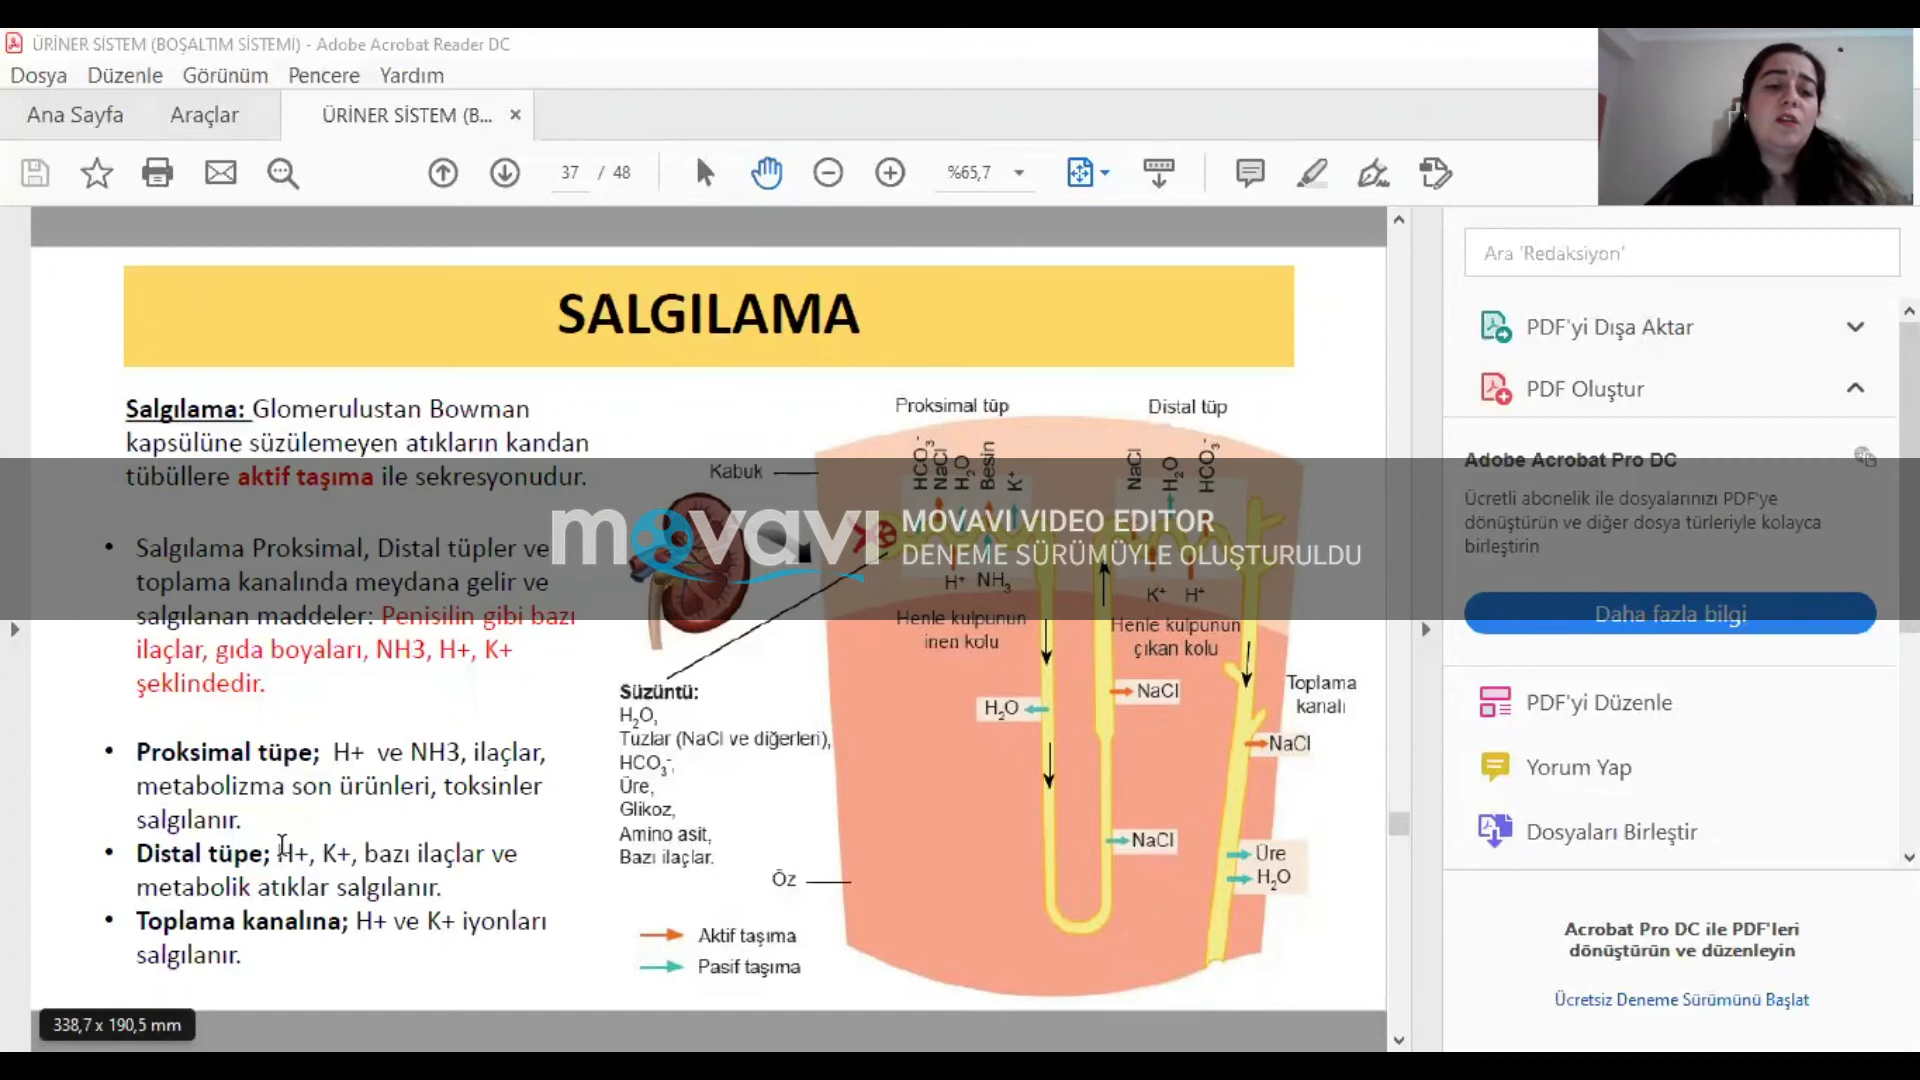 ÜRİNER SİSTEM (BOŞALTIM SİSTEMİ) - Adobe Acrobat Reader DC
Dosya Düzenle Görünüm Pencere Yardım
Ana Sayfa Araçlar ÜRİNER SİSTEM (B... ×
37 / 48 %65,7
SALGILAMA
Salgılama: Glomerulustan Bowman
kapsülüne süzülemeyen atıkların kandan
tübüllere aktif taşıma ile sekresyonudur.
• Salgılama Proksimal, Distal tüpler ve
toplama kanalında meydana gelir ve
salgılanan maddeler: Penisilin gibi bazı
ilaçlar, gıda boyaları, NH3, H+, K+
şeklindedir.
• Proksimal tüpe; H+ ve NH3, ilaçlar,
metabolizma son ürünleri, toksinler
salgılanır.
• Distal tüpe; H+, K+, bazı ilaçlar ve
metabolik atıklar salgılanır.
• Toplama kanalına; H+ ve K+ iyonları
salgılanır.
Proksimal tüp
Distal tüp
Kabuk
HCO₃⁻
NaCl
H₂O
Besin
K⁺
NaCl
H₂O
HCO₃⁻
H⁺ NH₃
K⁺ H⁺
Henle kulpunun
inen kolu
Henle kulpunun
çıkan kolu
Toplama
kanalı
H₂O
NaCl
NaCl
NaCl
Üre
H₂O
Süzüntü:
H₂O,
Tuzlar (NaCl ve diğerleri),
HCO₃⁻,
Üre,
Glikoz,
Amino asit,
Bazı ilaçlar.
Öz
Aktif taşıma
Pasif taşıma
movavi
MOVAVI VIDEO EDITOR
DENEME SÜRÜMÜYLE OLUŞTURULDU
338,7 x 190,5 mm
Ara 'Redaksiyon'
PDF'yi Dışa Aktar
PDF Oluştur
Adobe Acrobat Pro DC
Ücretli abonelik ile dosyalarınızı PDF'ye
dönüştürün ve diğer dosya türleriyle kolayca
birleştirin
Daha fazla bilgi
PDF'yi Düzenle
Yorum Yap
Dosyaları Birleştir
Acrobat Pro DC ile PDF'leri
dönüştürün ve düzenleyin
Ücretsiz Deneme Sürümünü Başlat